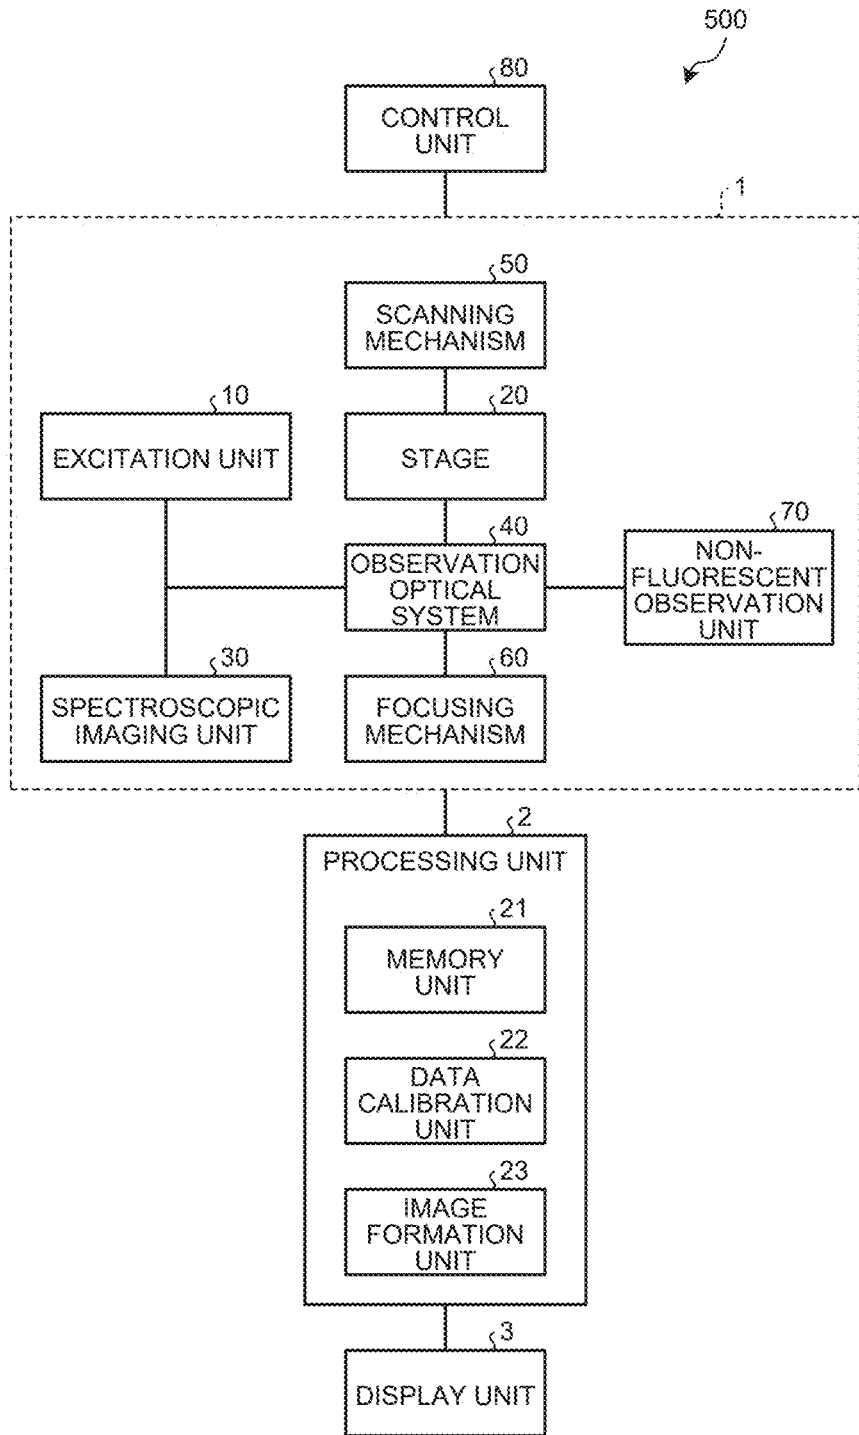 500
80
CONTROL
UNIT
1
50
SCANNING
MECHANISM
10
EXCITATION UNIT
20
STAGE
40
OBSERVATION
OPTICAL
SYSTEM
70
NON-
FLUORESCENT
OBSERVATION
UNIT
30
SPECTROSCOPIC
IMAGING UNIT
60
FOCUSING
MECHANISM
2
PROCESSING UNIT
21
MEMORY
UNIT
22
DATA
CALIBRATION
UNIT
23
IMAGE
FORMATION
UNIT
3
DISPLAY UNIT